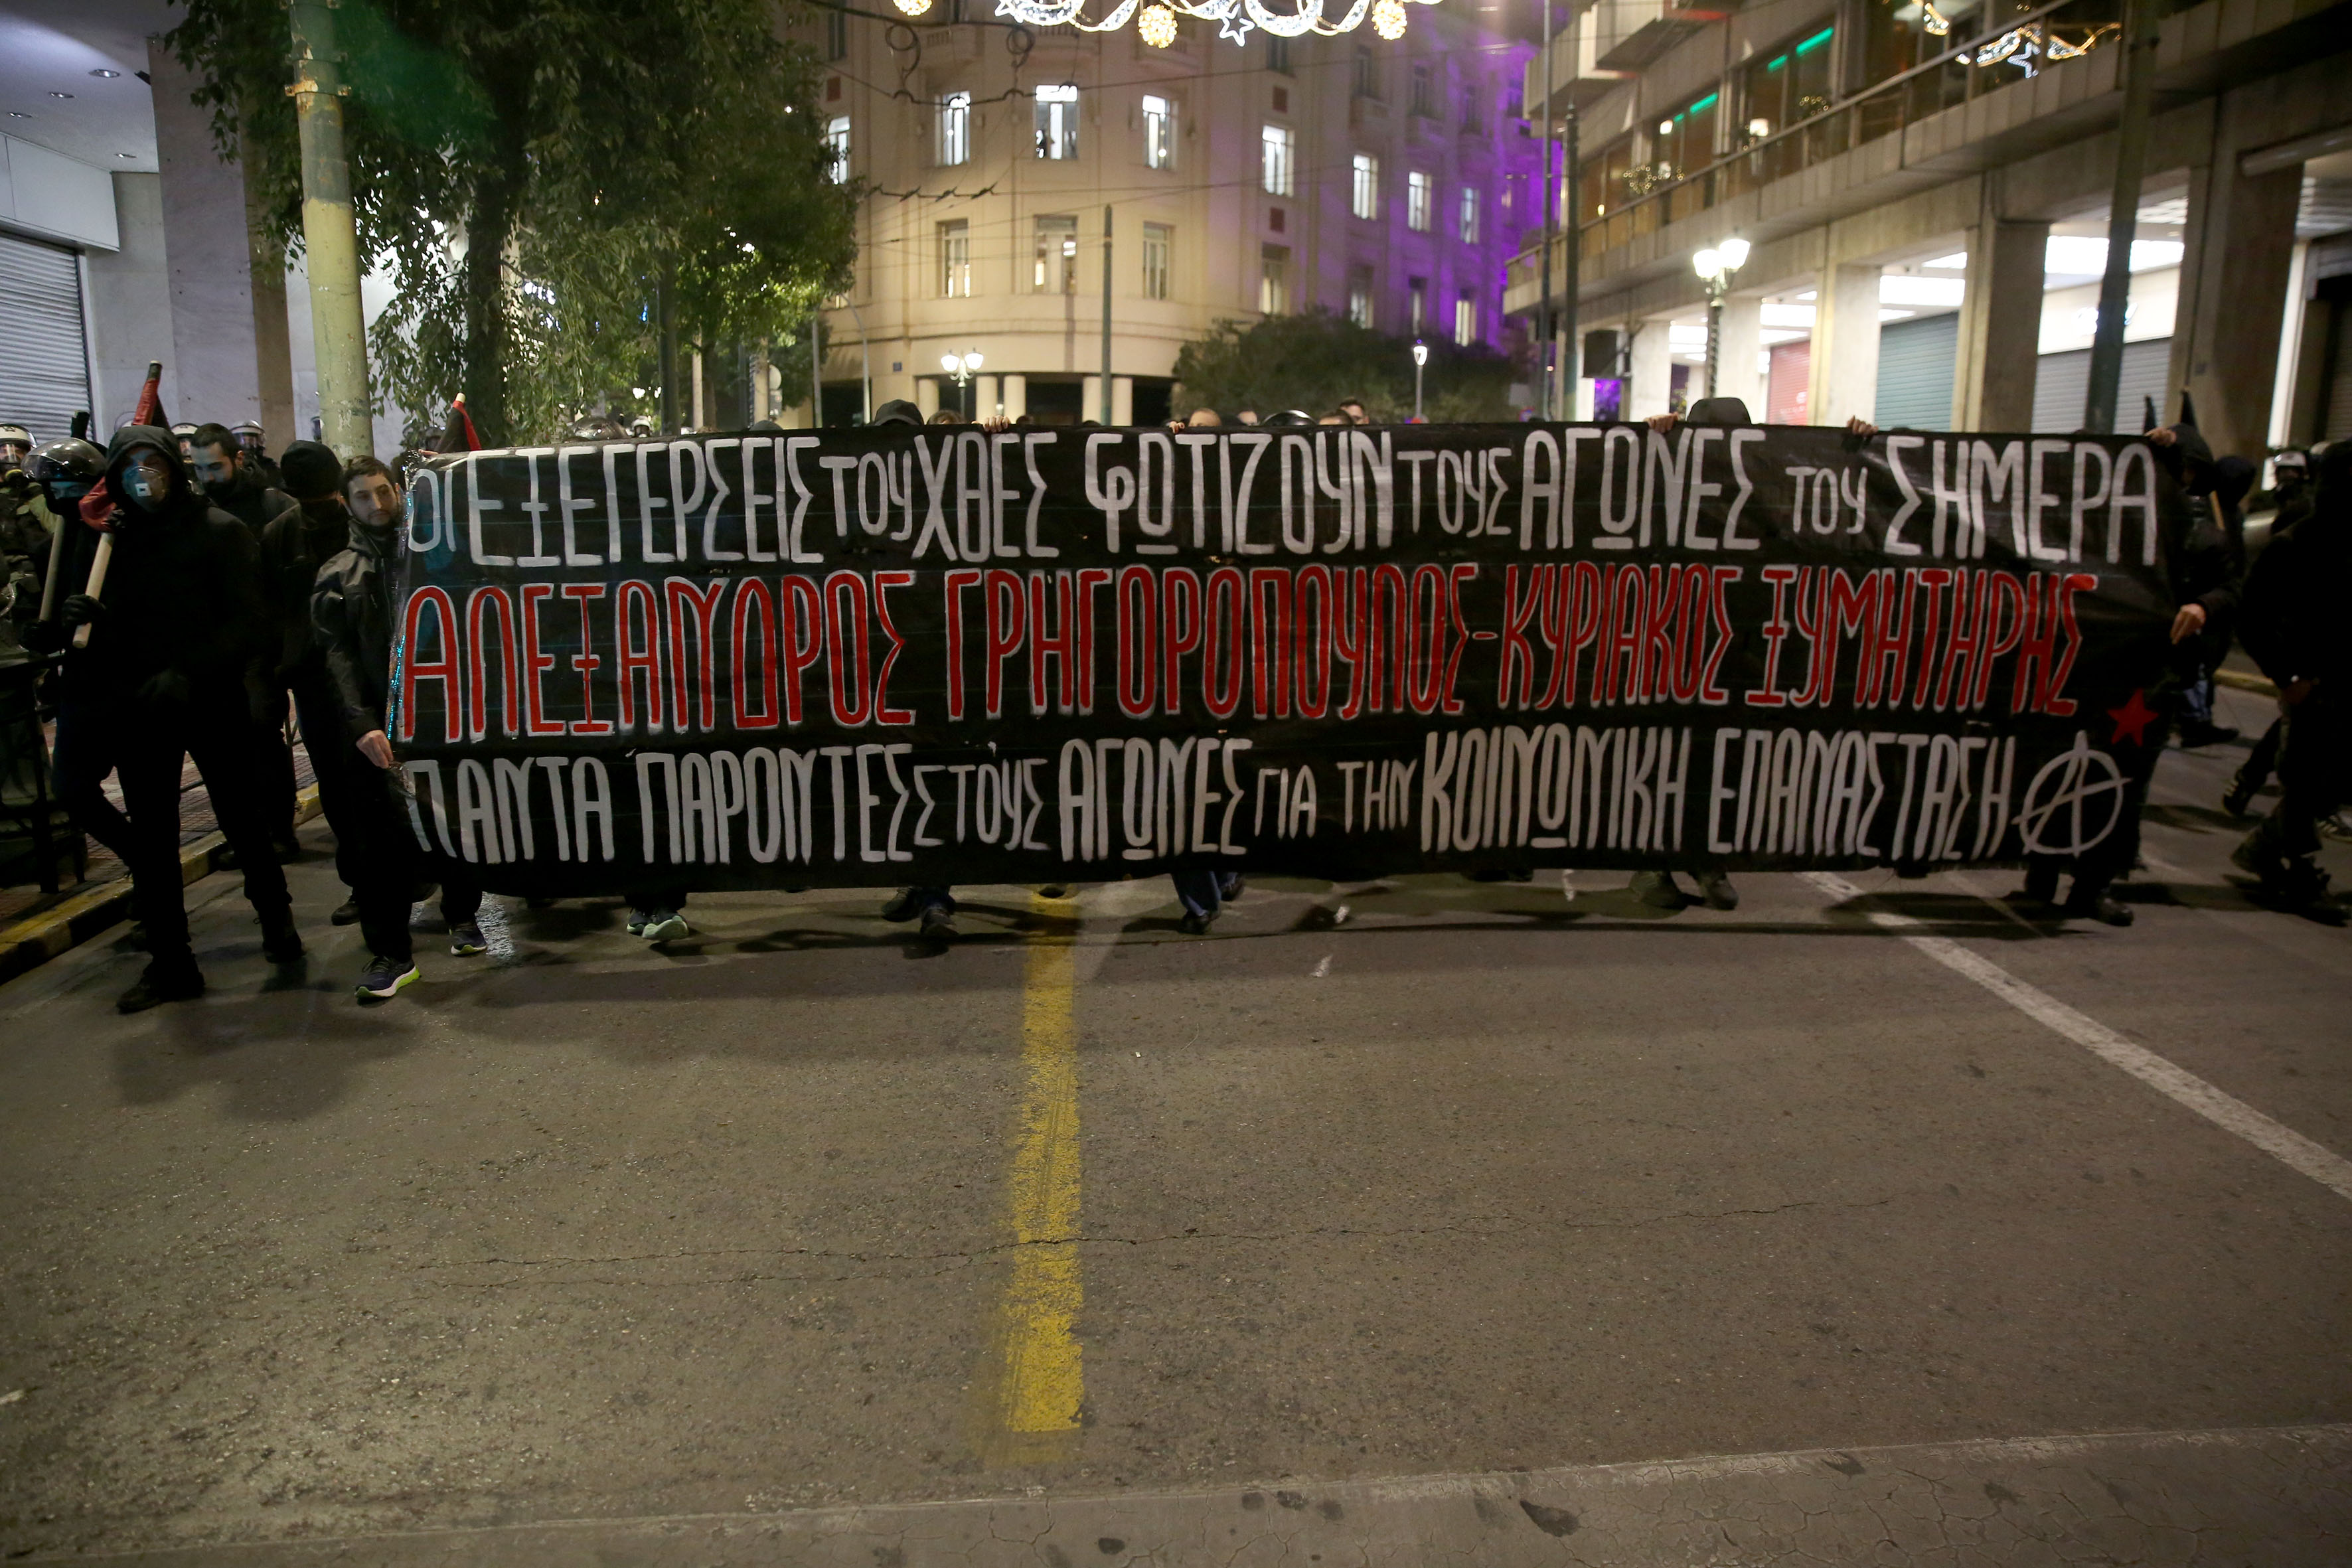 ΟΙ ΕΞΕΓΕΡΣΕΙΣ ΤΟΥ ΧΘΕΣ ΦΩΤΙΖΟΥΝ ΤΟΥΣ ΑΓΩΝΕΣ ΤΟΥ ΣΗΜΕΡΑ
ΑΛΕΞΑΝΔΡΟΣ ΓΡΗΓΟΡΟΠΟΥΛΟΣ-ΚΥΡΙΑΚΟΣ ΞΥΜΗΤΗΡΗΣ
ΠΑΝΤΑ ΠΑΡΟΝΤΕΣ ΣΤΟΥΣ ΑΓΩΝΕΣ ΓΙΑ ΤΗΝ ΚΟΙΝΩΝΙΚΗ ΕΠΑΝΑΣΤΑΣΗ